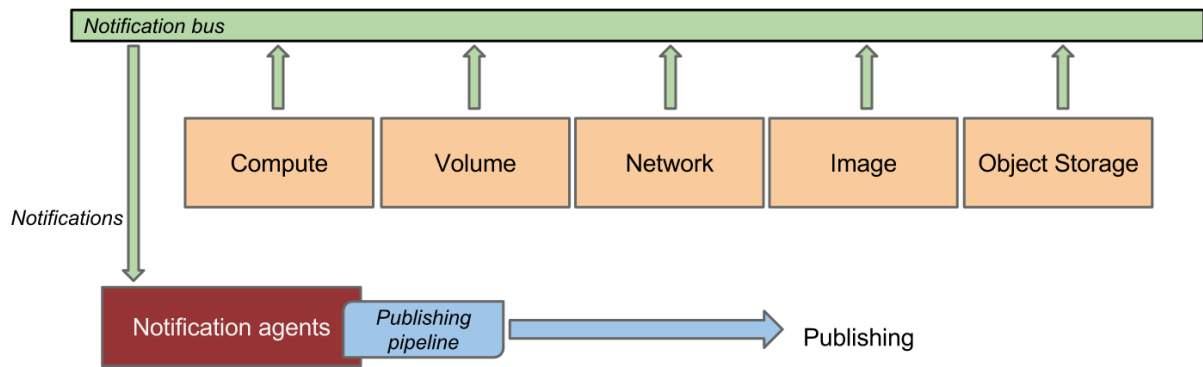 Notification bus
Compute
Volume
Network
Image
Object Storage
Notifications
Notification agents
Publishing
pipeline
Publishing